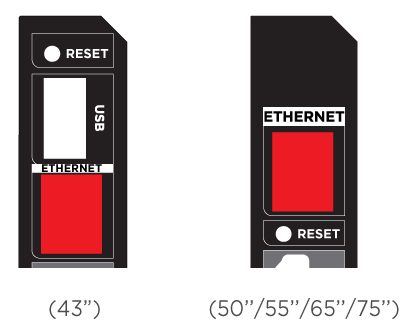 RESET
USB
ETHERNET
(43”)
ETHERNET
RESET
(50”/55”/65”/75”)